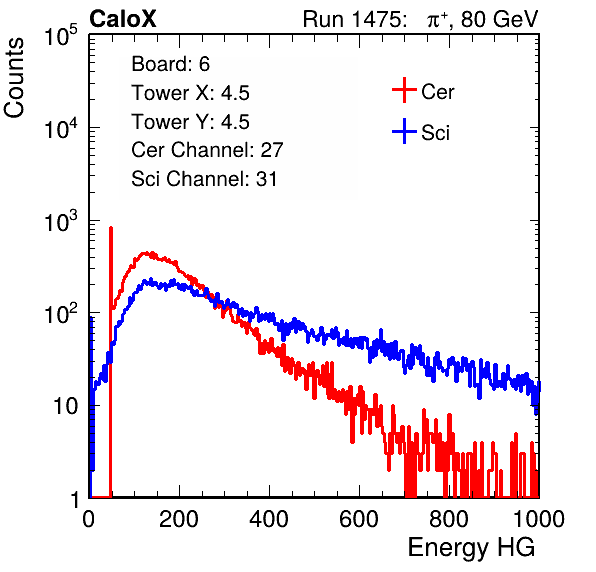 CaloX Run 1475: π⁺, 80 GeV
Counts
10⁵
10⁴
10³
10²
10
1
Board: 6
Tower X: 4.5
Tower Y: 4.5
Cer Channel: 27
Sci Channel: 31
Cer
Sci
0 200 400 600 800 1000
Energy HG